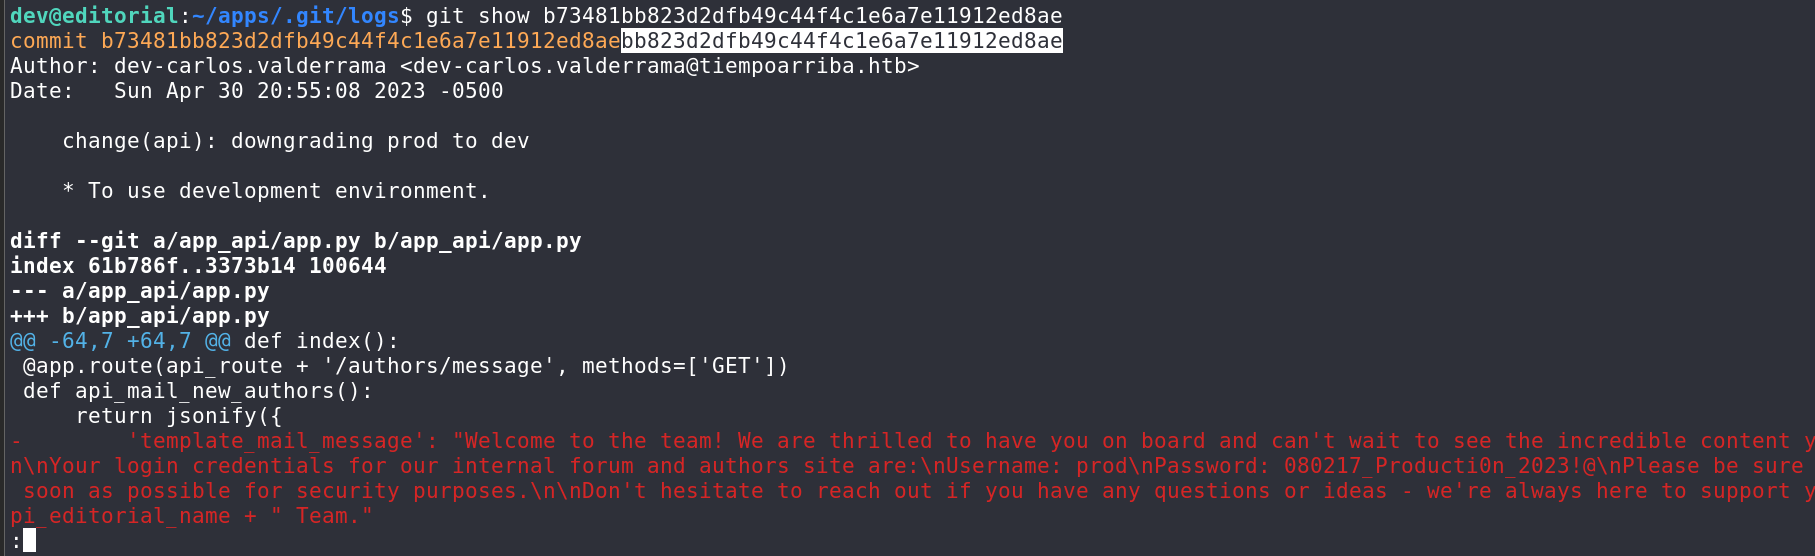 dev@editorial:~/apps/.git/logs$ git show b73481bb823d2dfb49c44f4c1e6a7e11912ed8ae
commit b73481bb823d2dfb49c44f4c1e6a7e11912ed8aebb823d2dfb49c44f4c1e6a7e11912ed8ae
Author: dev-carlos.valderrama <dev-carlos.valderrama@tiempoarriba.htb>
Date:   Sun Apr 30 20:55:08 2023 -0500

    change(api): downgrading prod to dev

    * To use development environment.

diff --git a/app_api/app.py b/app_api/app.py
index 61b786f..3373b14 100644
--- a/app_api/app.py
+++ b/app_api/app.py
@@ -64,7 +64,7 @@ def index():
 @app.route(api_route + '/authors/message', methods=['GET'])
 def api_mail_new_authors():
     return jsonify({
-        'template_mail_message': "Welcome to the team! We are thrilled to have you on board and can't wait to see the incredible content y
n\nYour login credentials for our internal forum and authors site are:\nUsername: prod\nPassword: 080217_Producti0n_2023!@\nPlease be sure
 soon as possible for security purposes.\n\nDon't hesitate to reach out if you have any questions or ideas - we're always here to support y
pi_editorial_name + " Team."
: